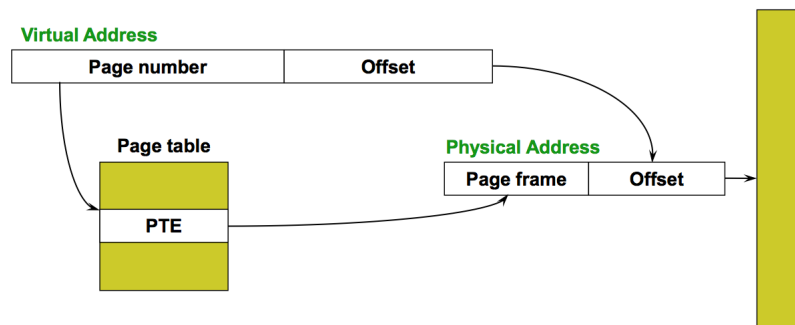 Virtual Address
Page number
Offset
Page table
PTE
Physical Address
Page frame
Offset